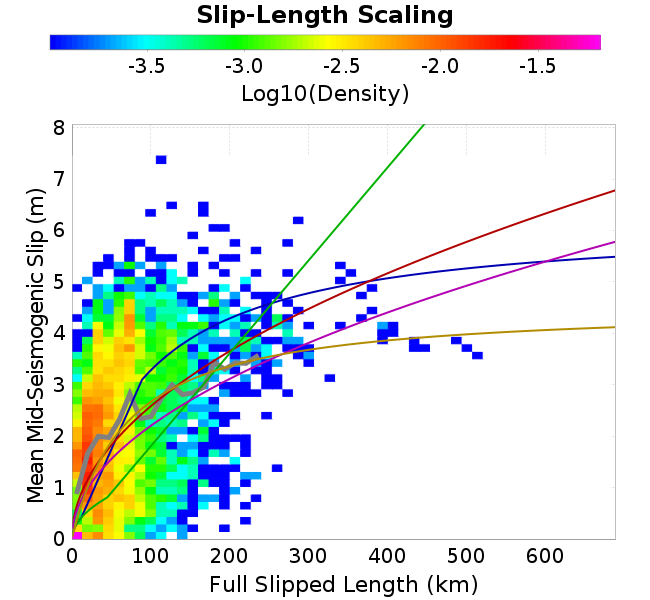 Slip-Length Scaling
-3.5 -3.0 -2.5 -2.0 -1.5
Log10(Density)
Mean Mid-Seismogenic Slip (m)
8
7
6
5
4
3
2
1
0
0 100 200 300 400 500 600
Full Slipped Length (km)